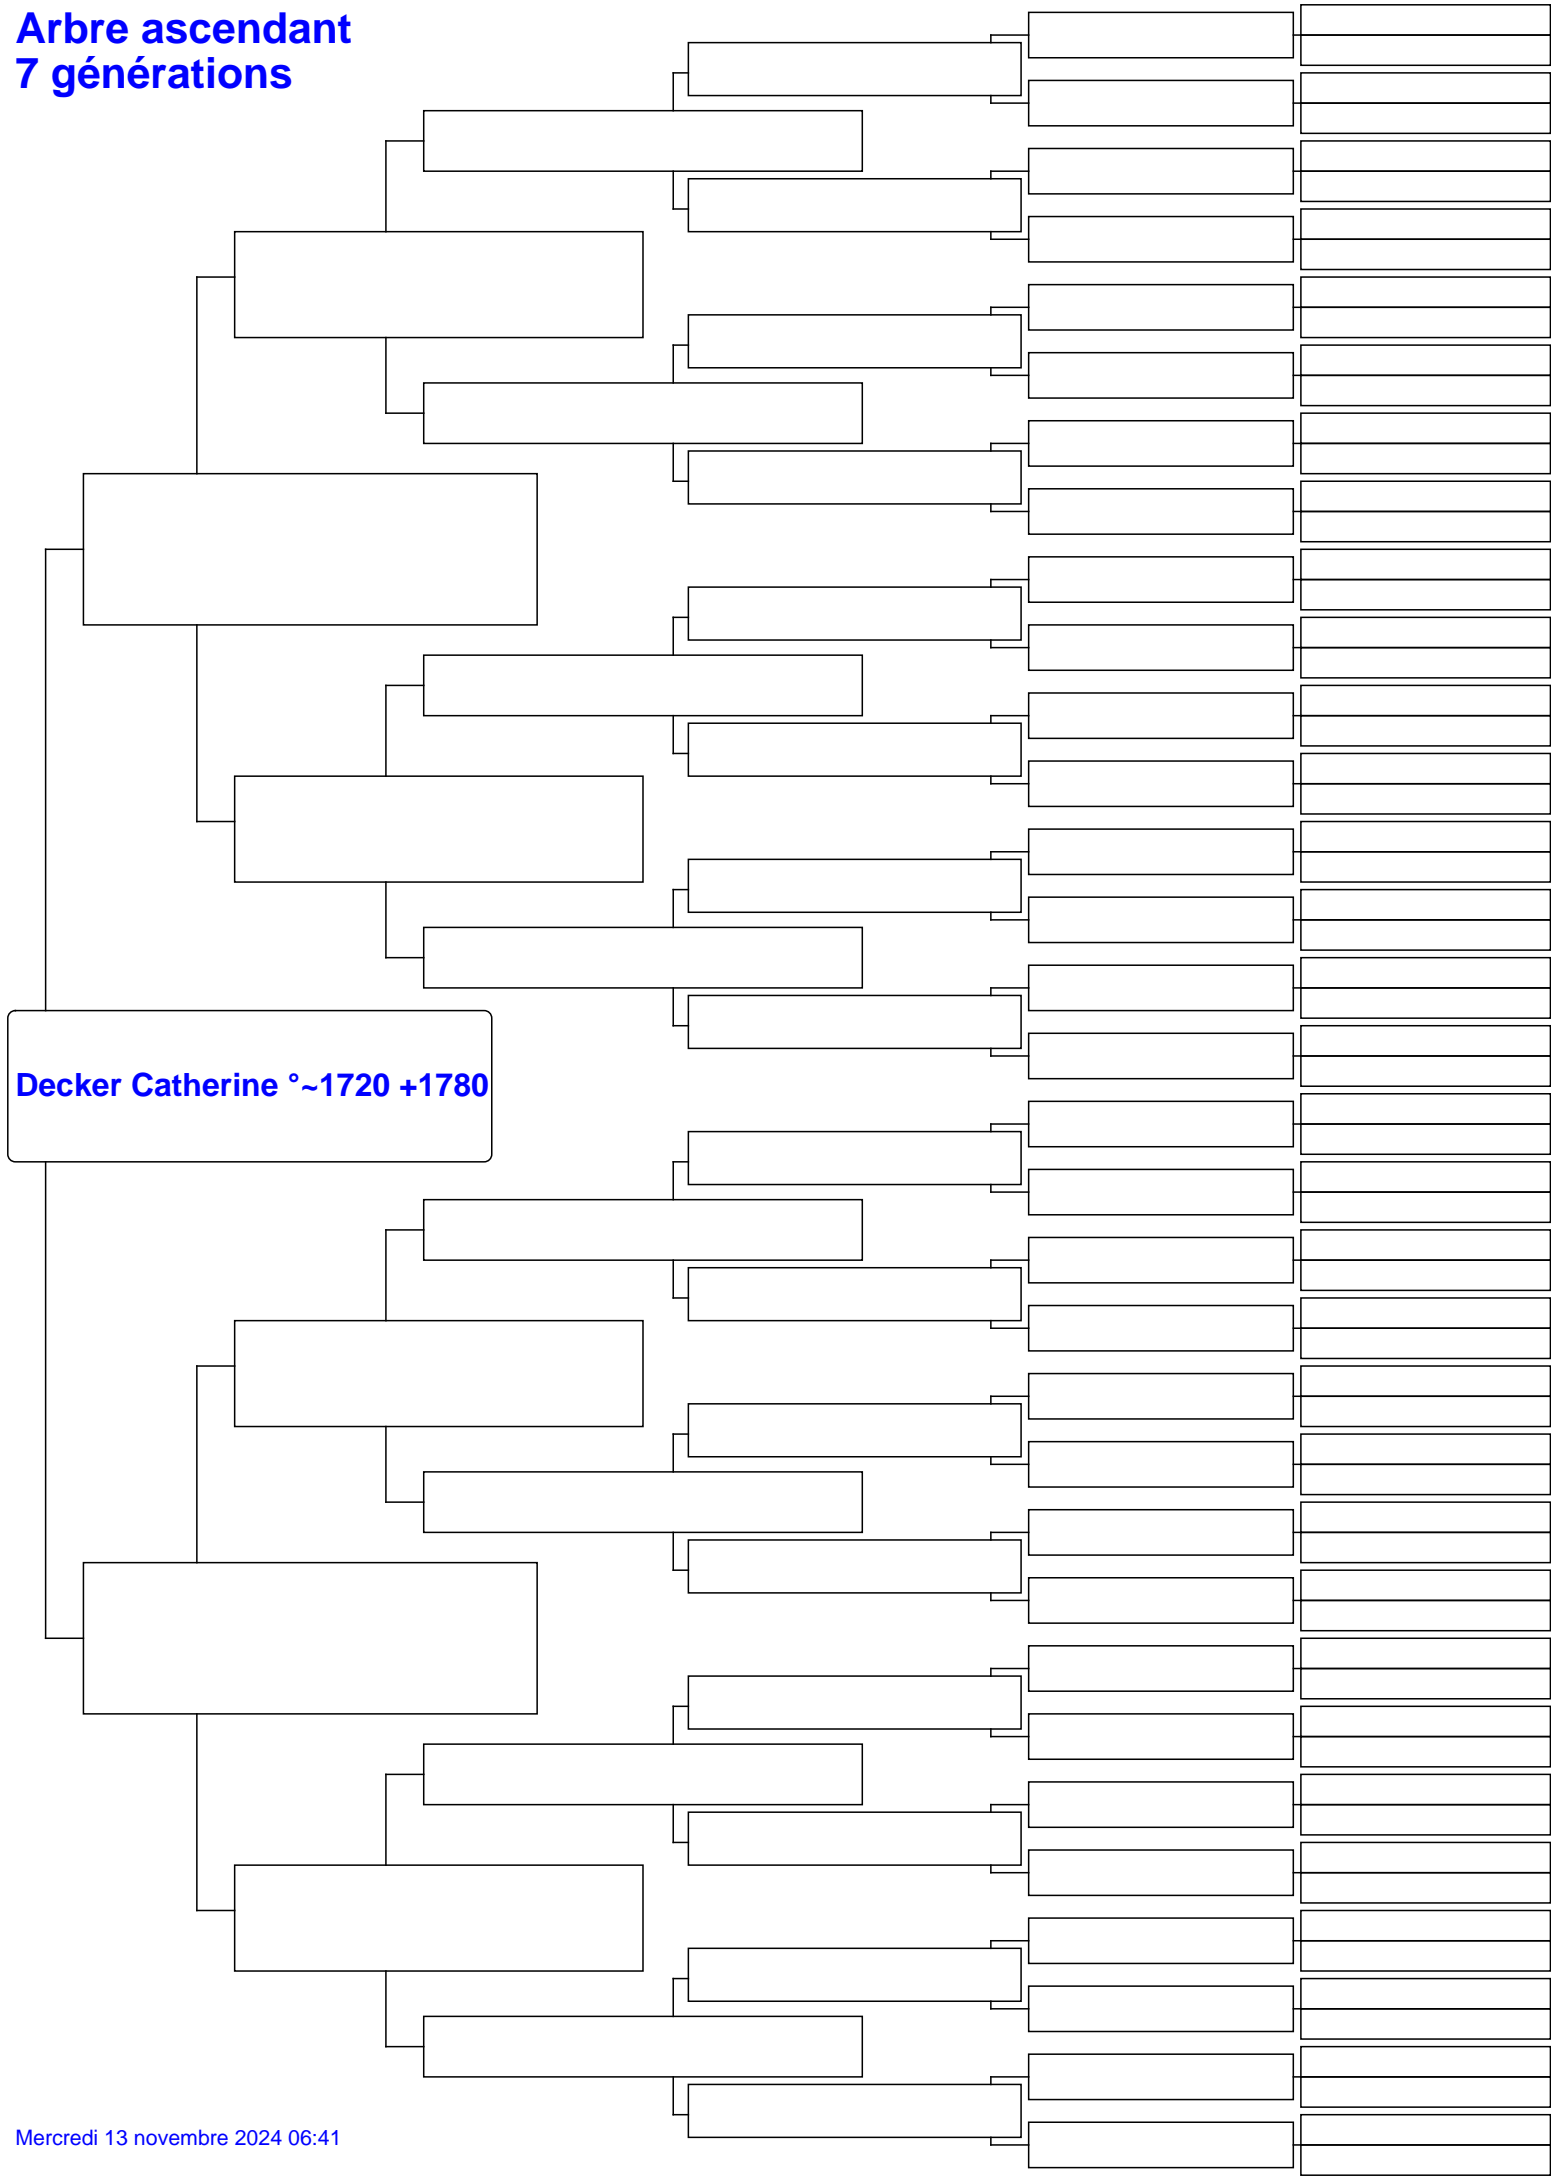 Arbre ascendant
7 générations
Decker Catherine °~1720 +1780
Mercredi 13 novembre 2024 06:41